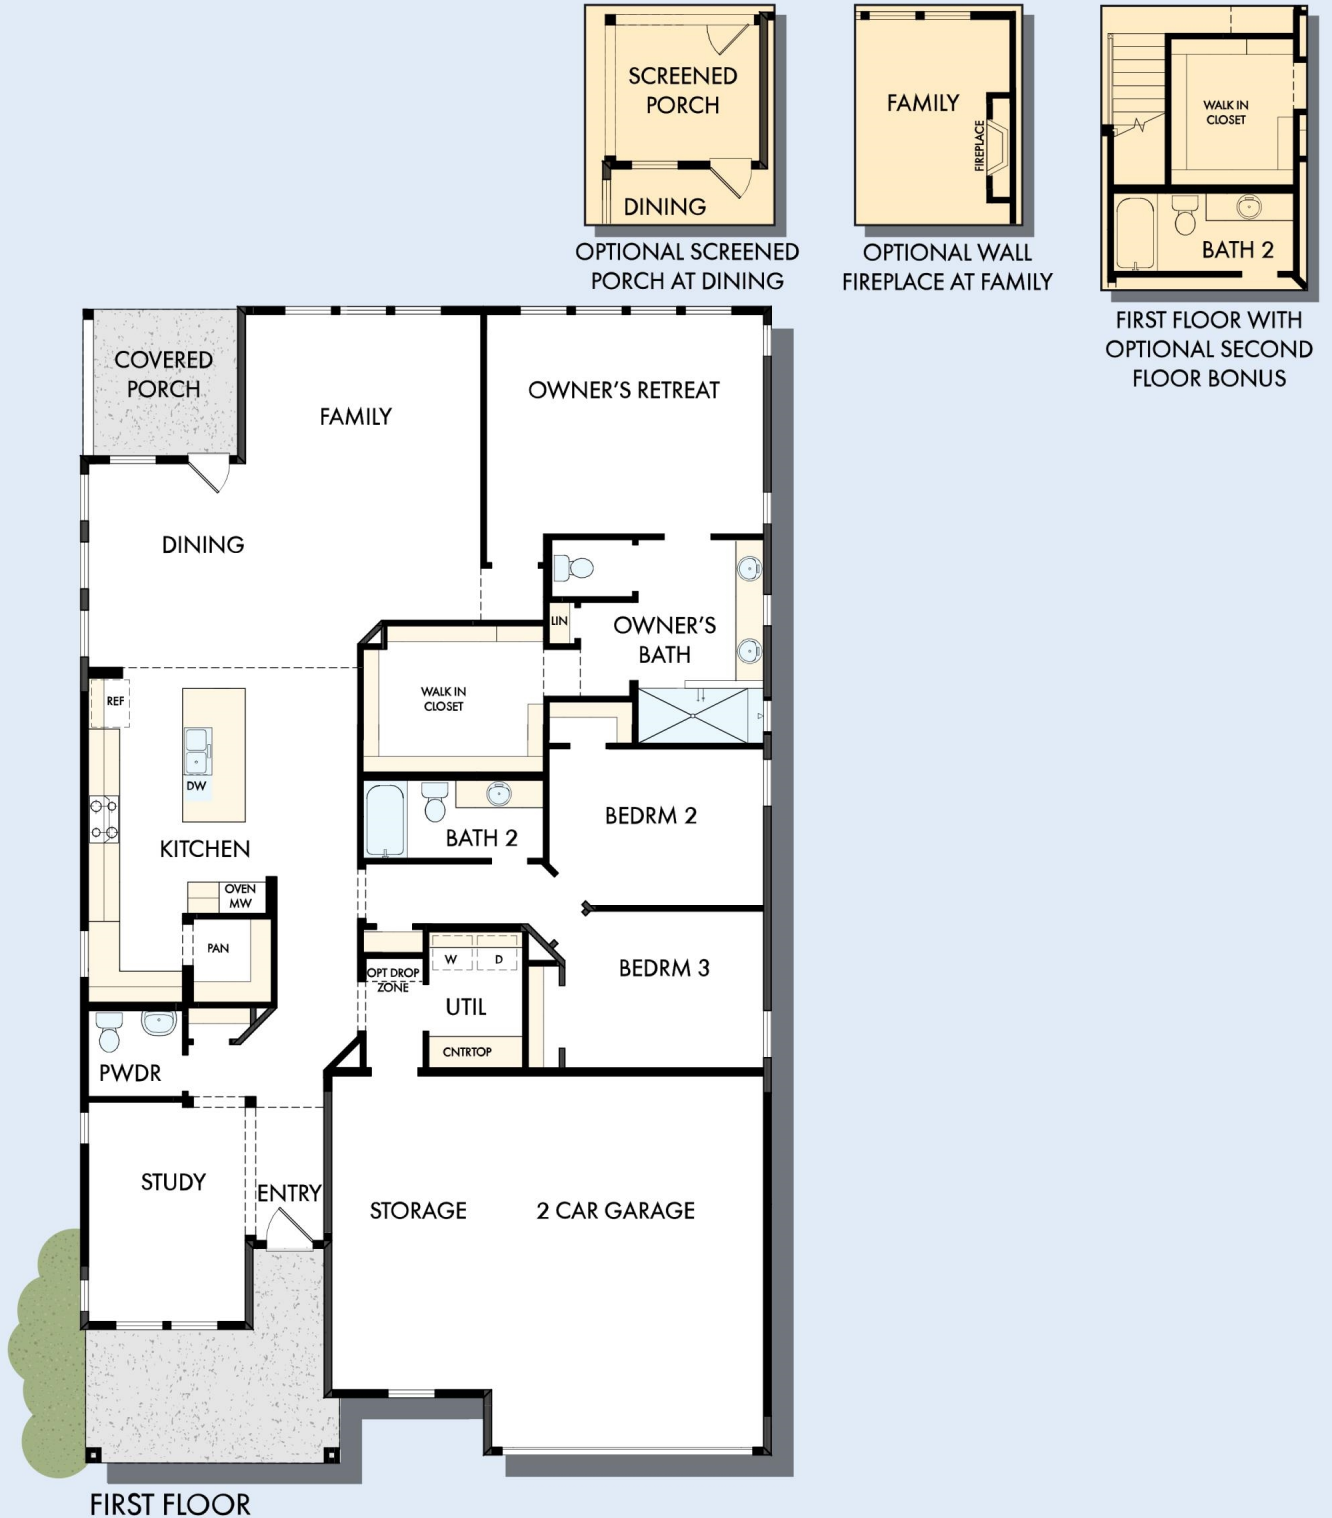 SCREENED
PORCH
DINING
OPTIONAL SCREENED
PORCH AT DINING
FAMILY
FIREPLACE
OPTIONAL WALL
FIREPLACE AT FAMILY
WALK IN
CLOSET
BATH 2
FIRST FLOOR WITH
OPTIONAL SECOND
FLOOR BONUS
COVERED
PORCH
FAMILY
OWNER'S RETREAT
DINING
LIN
OWNER'S
BATH
REF
WALK IN
CLOSET
DW
KITCHEN
BATH 2
BEDRM 2
OVEN
MW
PAN
W
D
BEDRM 3
OPT DROP
ZONE
UTIL
CNTRTOP
PWDR
STUDY
ENTRY
STORAGE
2 CAR GARAGE
FIRST FLOOR